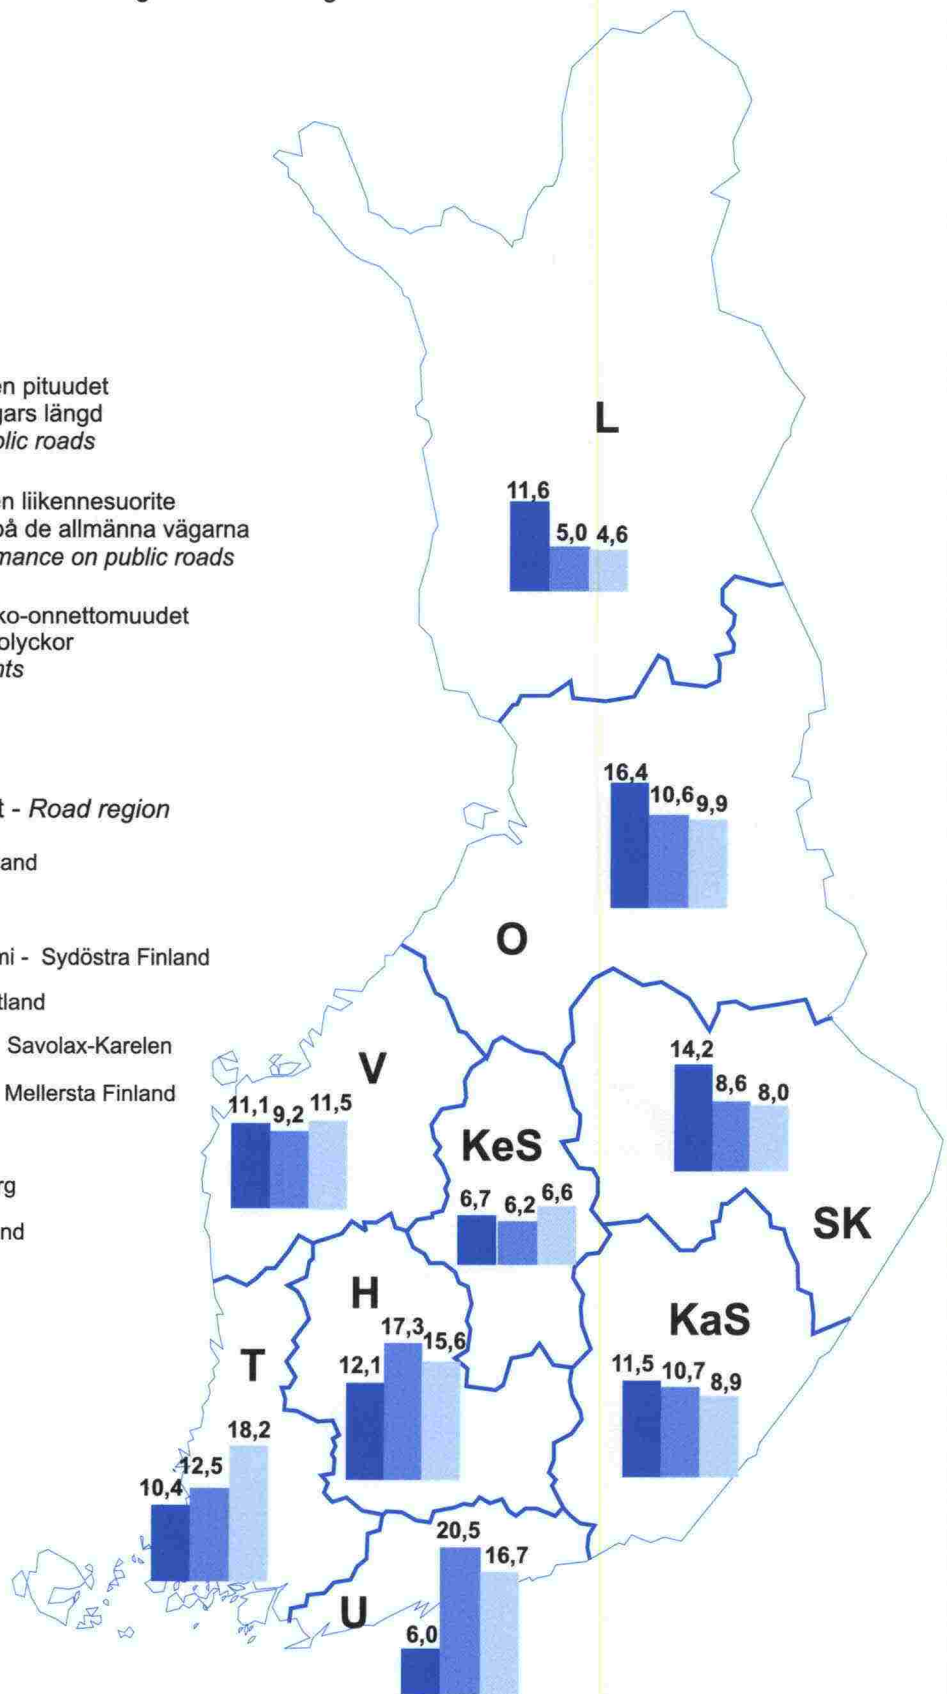 en pituudet
gars längd
blic roads
en liikennesuorite
på de allmänna vägarna
mance on public roads
ko-onnettomuudet
olyckor
nts
t - Road region
and
mi - Sydöstra Finland
tland
Savolax-Karelen
Mellersta Finland
rg
nd
L
11,6
5,0 4,6
16,4
10,6 9,9
O
14,2
8,6 8,0
SK
V
11,1 9,2 11,5
KeS
6,7 6,2 6,6
H
17,3 15,6
12,1
KaS
11,5 10,7 8,9
T
18,2
12,5
10,4
20,5
16,7
U
6,0